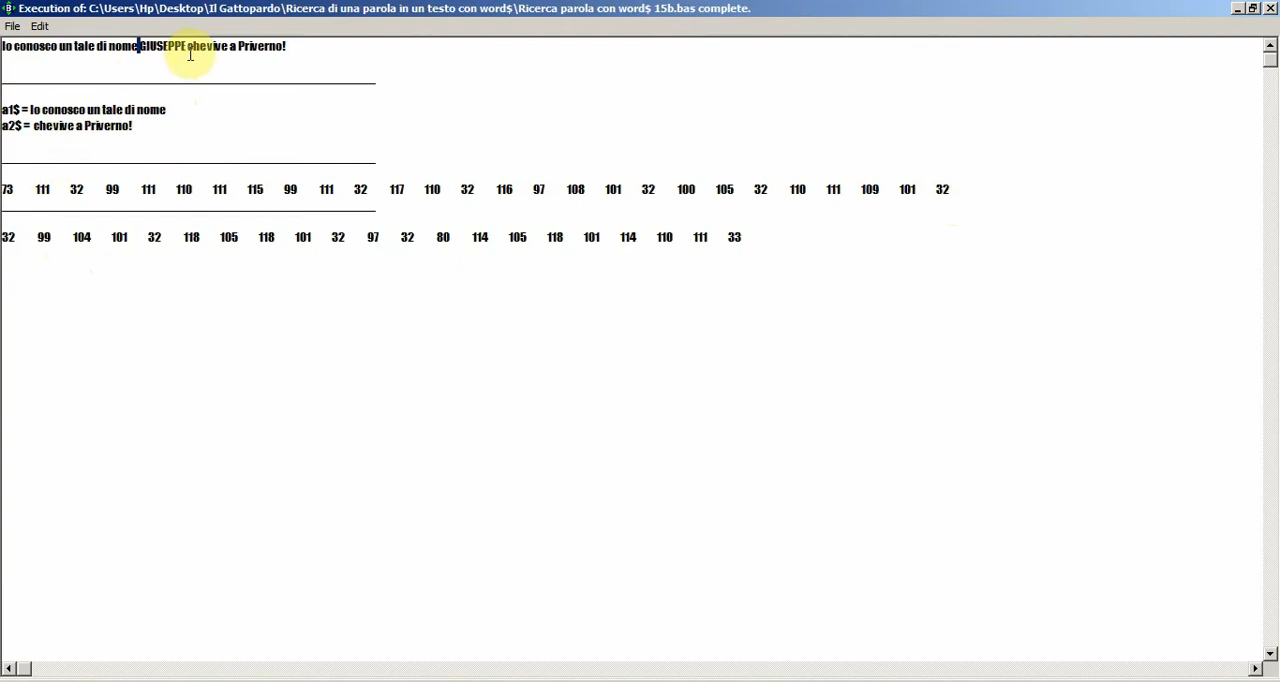 Execution of: C:\Users\Hp\Desktop\Il Gattopardo\Ricerca di una parola in un testo con word$\Ricerca parola con word$ 15b.bas complete.
File Edit
Io conosco un tale di nome GIUSEPPE che vive a Priverno!
a1$ = Io conosco un tale di nome
a2$ = che vive a Priverno!
73 111 32 99 111 110 111 115 99 111 32 117 110 32 116 97 108 101 32 100 105 32 110 111 109 101 32
32 99 104 101 32 118 105 118 101 32 97 32 80 114 105 118 101 114 110 111 33